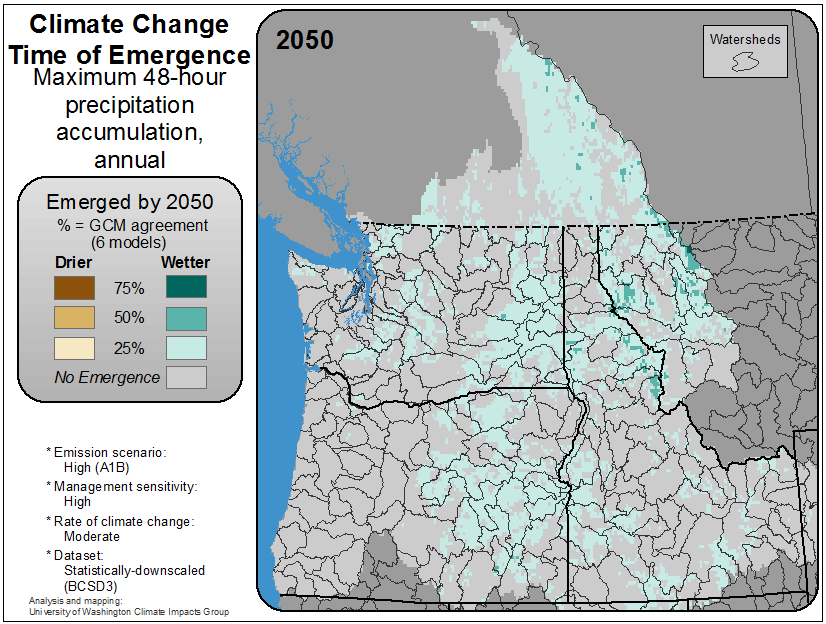 Climate Change
Time of Emergence
Maximum 48-hour
precipitation
accumulation,
annual
Emerged by 2050
% = GCM agreement
(6 models)
Drier Wetter
75%
50%
25%
No Emergence
* Emission scenario:
High (A1B)
* Management sensitivity:
High
* Rate of climate change:
Moderate
* Dataset:
Statistically-downscaled
(BCSD3)
Analysis and mapping:
University of Washington Climate Impacts Group
2050
Watersheds